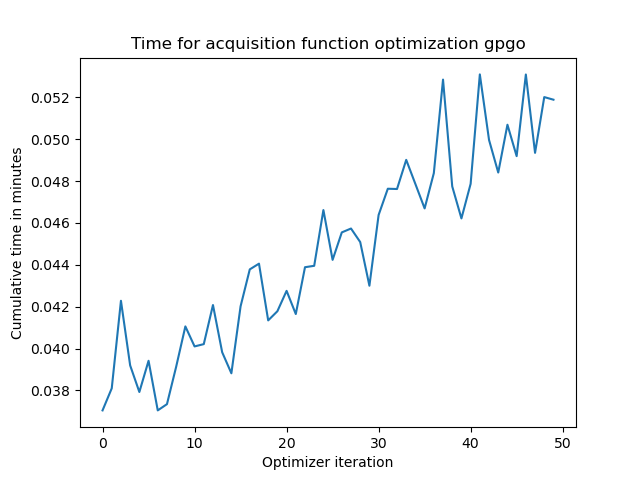 Time for acquisition function optimization gpgo
Cumulative time in minutes
0.052
0.050
0.048
0.046
0.044
0.042
0.040
0.038
0 10 20 30 40 50
Optimizer iteration